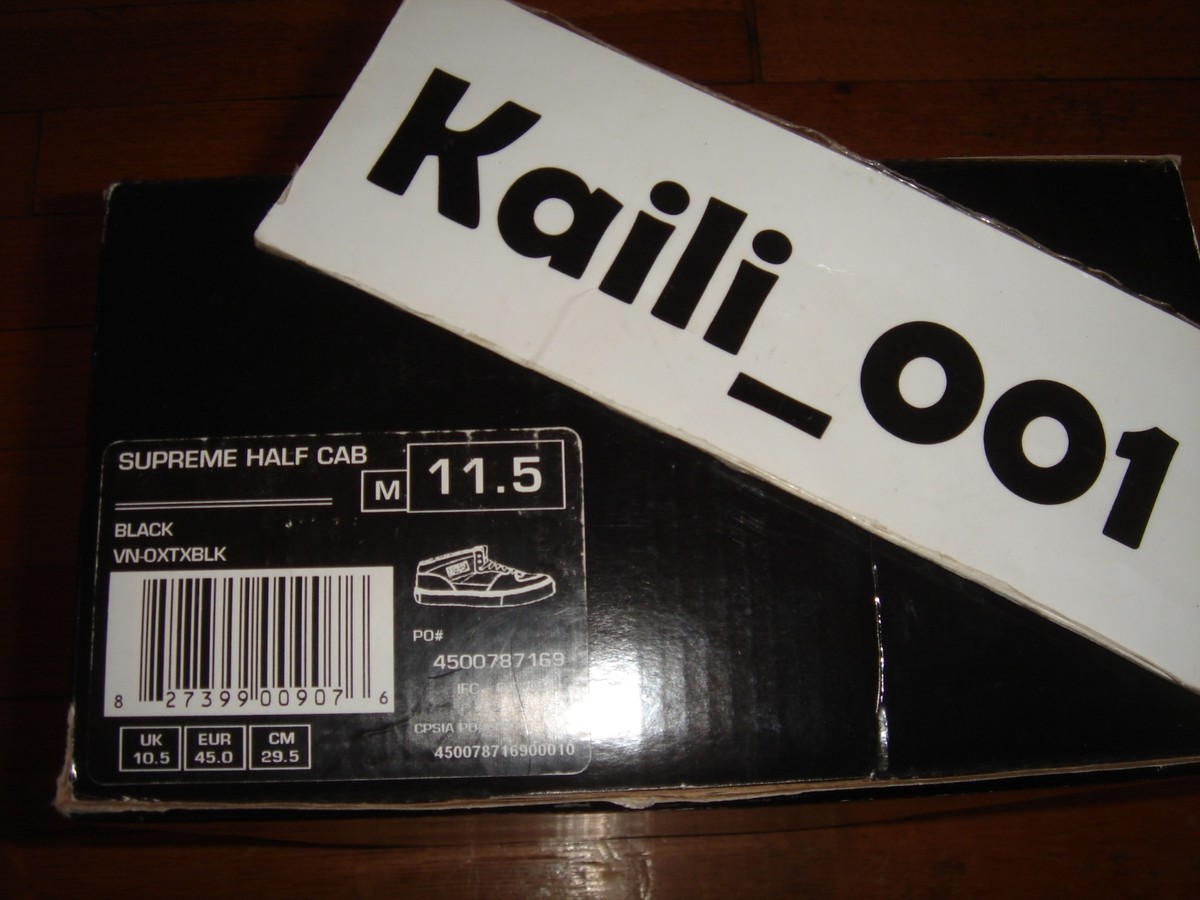 Kaili_001
SUPREME HALF CAB
M 11.5
BLACK
VN-0XTXBLK
8 27399 00907 6
PO#
4500787169
IFC
CPSIA PO
450078716900010
UK
10.5
EUR
45.0
CM
29.5